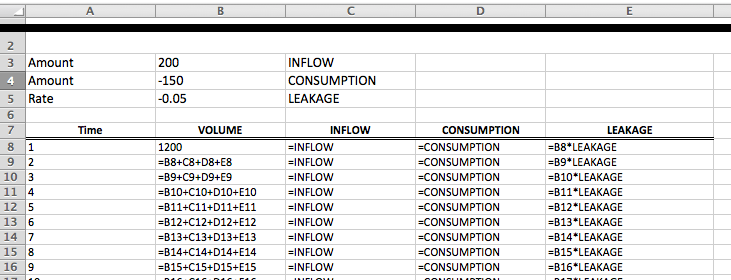 A B C D E
2
3 Amount 200 INFLOW
4 Amount -150 CONSUMPTION
5 Rate -0.05 LEAKAGE
6
7 Time VOLUME INFLOW CONSUMPTION LEAKAGE
8 1 1200 =INFLOW =CONSUMPTION =B8*LEAKAGE
9 2 =B8+C8+D8+E8 =INFLOW =CONSUMPTION =B9*LEAKAGE
10 3 =B9+C9+D9+E9 =INFLOW =CONSUMPTION =B10*LEAKAGE
11 4 =B10+C10+D10+E10 =INFLOW =CONSUMPTION =B11*LEAKAGE
12 5 =B11+C11+D11+E11 =INFLOW =CONSUMPTION =B12*LEAKAGE
13 6 =B12+C12+D12+E12 =INFLOW =CONSUMPTION =B13*LEAKAGE
14 7 =B13+C13+D13+E13 =INFLOW =CONSUMPTION =B14*LEAKAGE
15 8 =B14+C14+D14+E14 =INFLOW =CONSUMPTION =B15*LEAKAGE
16 9 =B15+C15+D15+E15 =INFLOW =CONSUMPTION =B16*LEAKAGE